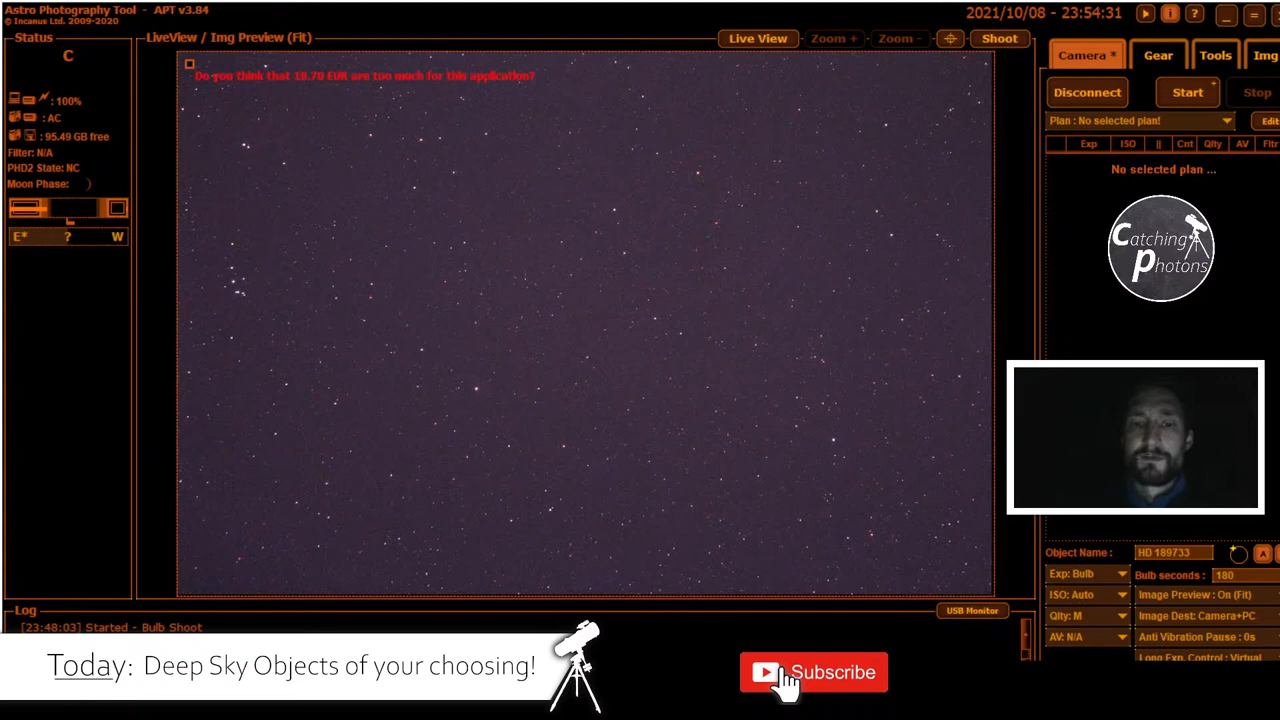 Astro Photography Tool - APT v3.84
© Incanus Ltd. 2009-2020
2021/10/08 - 23:54:31
?
Status
LiveView / Img Preview (Fit)
Live View
Zoom +
Zoom -
Shoot
Camera *
Gear
Tools
Img
C
Do you think that 18.70 EUR are too much for this application?
: 100%
: AC
: 95.49 GB free
Filter: N/A
PHD2 State: NC
Moon Phase: )
E* ? W
Disconnect
Start +
Stop
Plan : No selected plan!
Edit
Exp ISO || Cnt Qlty AV Fltr
No selected plan ...
Catching
Photons
Object Name : HD 189733
A
Exp: Bulb
Bulb seconds : 180
ISO: Auto
Image Preview : On (Fit)
Qlty: M
Image Dest: Camera+PC
AV: N/A
Anti Vibration Pause : 0s
Long Exp. Control : Virtual
Log
USB Monitor
[23:48:03] Started - Bulb Shoot
Today: Deep Sky Objects of your choosing!
Subscribe